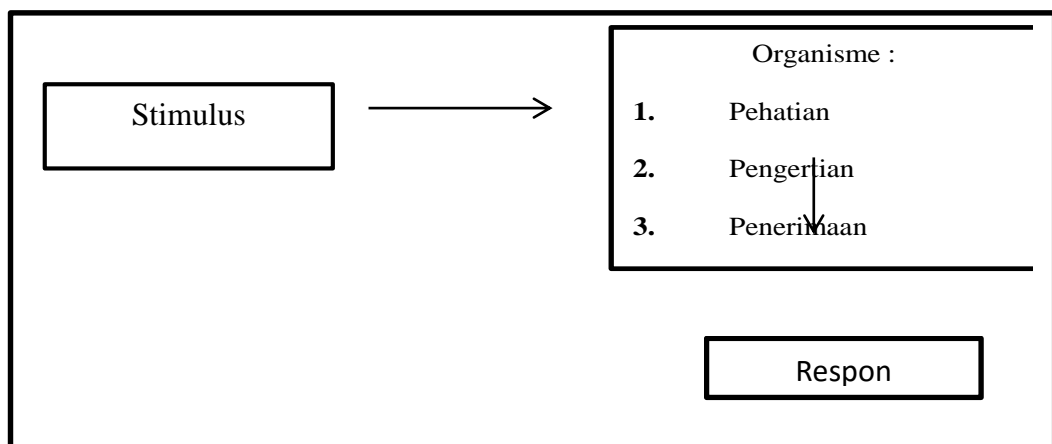 Stimulus
Organisme :
1. Pehatian
2. Pengertian
3. Penerimaan
Respon